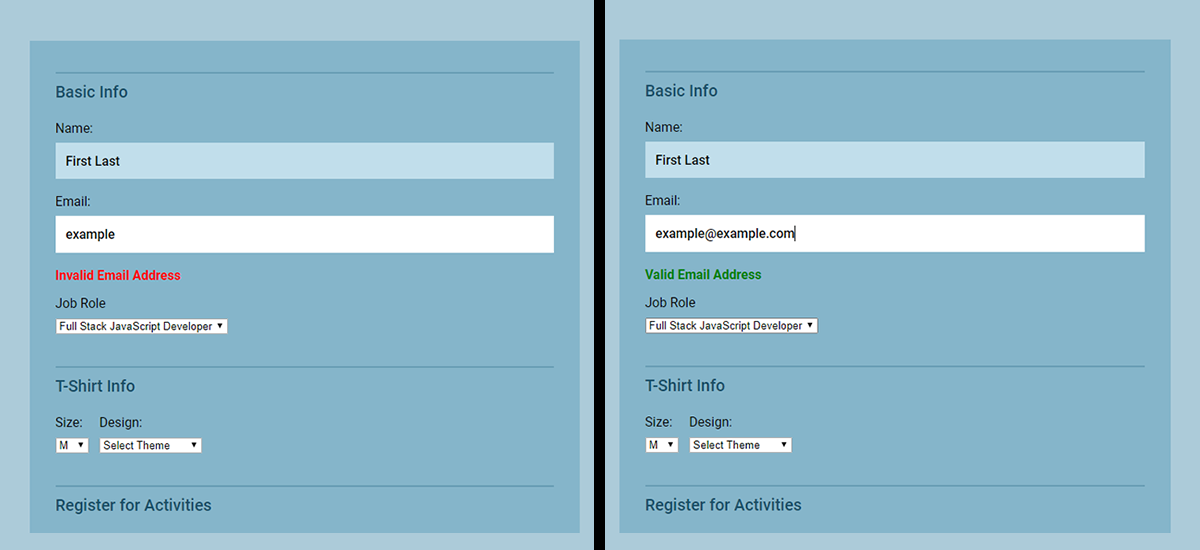 Basic Info
Name:
First Last
Email:
example
Invalid Email Address
Job Role
Full Stack JavaScript Developer
T-Shirt Info
Size: Design:
M Select Theme
Register for Activities
Basic Info
Name:
First Last
Email:
example@example.com
Valid Email Address
Job Role
Full Stack JavaScript Developer
T-Shirt Info
Size: Design:
M Select Theme
Register for Activities